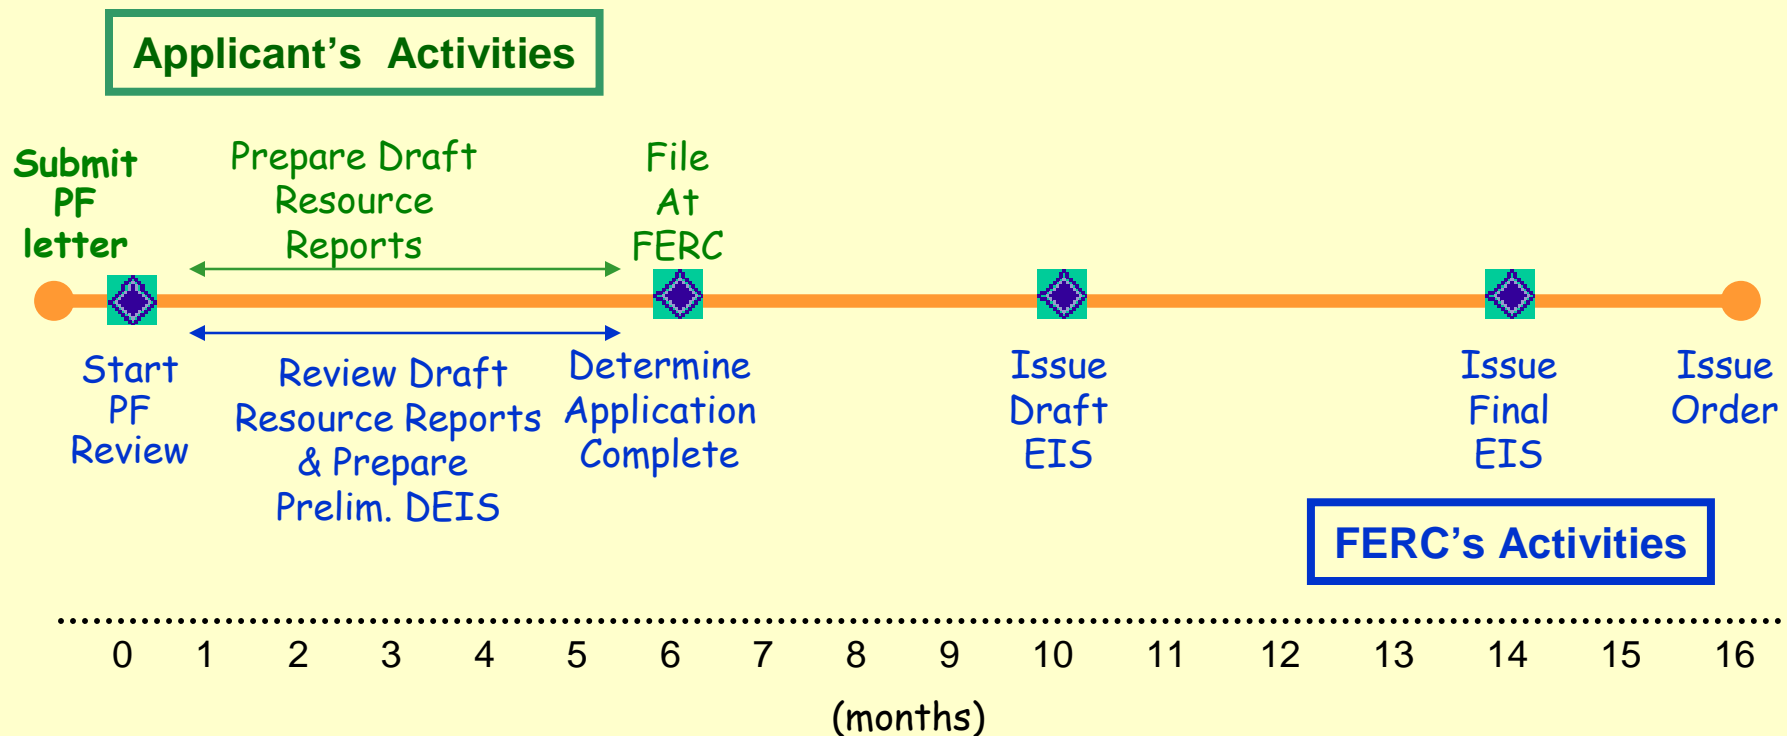 Applicant's Activities
Submit
PF
letter
Prepare Draft
Resource
Reports
File
At
FERC
Start
PF
Review
Review Draft
Resource Reports
& Prepare
Prelim. DEIS
Determine
Application
Complete
Issue
Draft
EIS
Issue
Final
EIS
Issue
Order
FERC's Activities
0 1 2 3 4 5 6 7 8 9 10 11 12 13 14 15 16
(months)